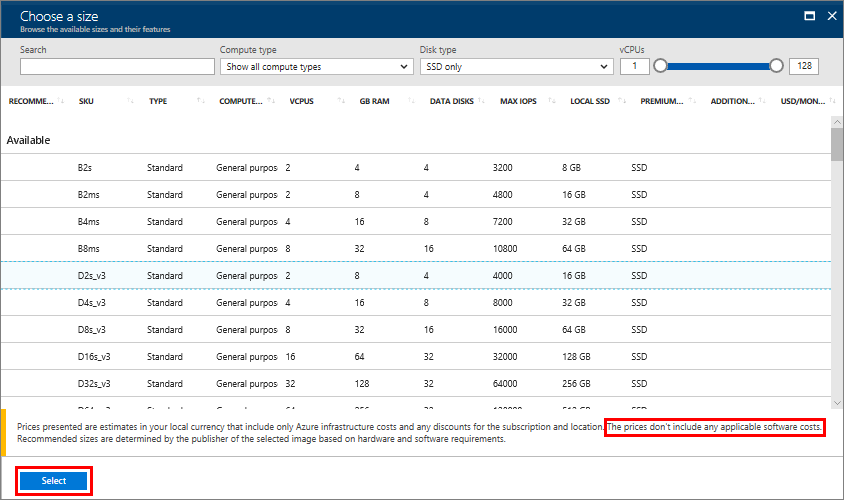 Choose a size
Browse the available sizes and their features
Search Compute type Disk type vCPUs
Show all compute types SSD only 1 128
RECOMME... SKU TYPE COMPUTE... VCPUS GB RAM DATA DISKS MAX IOPS LOCAL SSD PREMIUM... ADDITION... USD/MON...
Available
B2s Standard General purpos 2 4 4 3200 8 GB SSD
B2ms Standard General purpos 2 8 4 4800 16 GB SSD
B4ms Standard General purpos 4 16 8 7200 32 GB SSD
B8ms Standard General purpos 8 32 16 10800 64 GB SSD
D2s_v3 Standard General purpos 2 8 4 4000 16 GB SSD
D4s_v3 Standard General purpos 4 16 8 8000 32 GB SSD
D8s_v3 Standard General purpos 8 32 16 16000 64 GB SSD
D16s_v3 Standard General purpos 16 64 32 32000 128 GB SSD
D32s_v3 Standard General purpos 32 128 32 64000 256 GB SSD
Prices presented are estimates in your local currency that include only Azure infrastructure costs and any discounts for the subscription and location. The prices don't include any applicable software costs.
Recommended sizes are determined by the publisher of the selected image based on hardware and software requirements.
Select